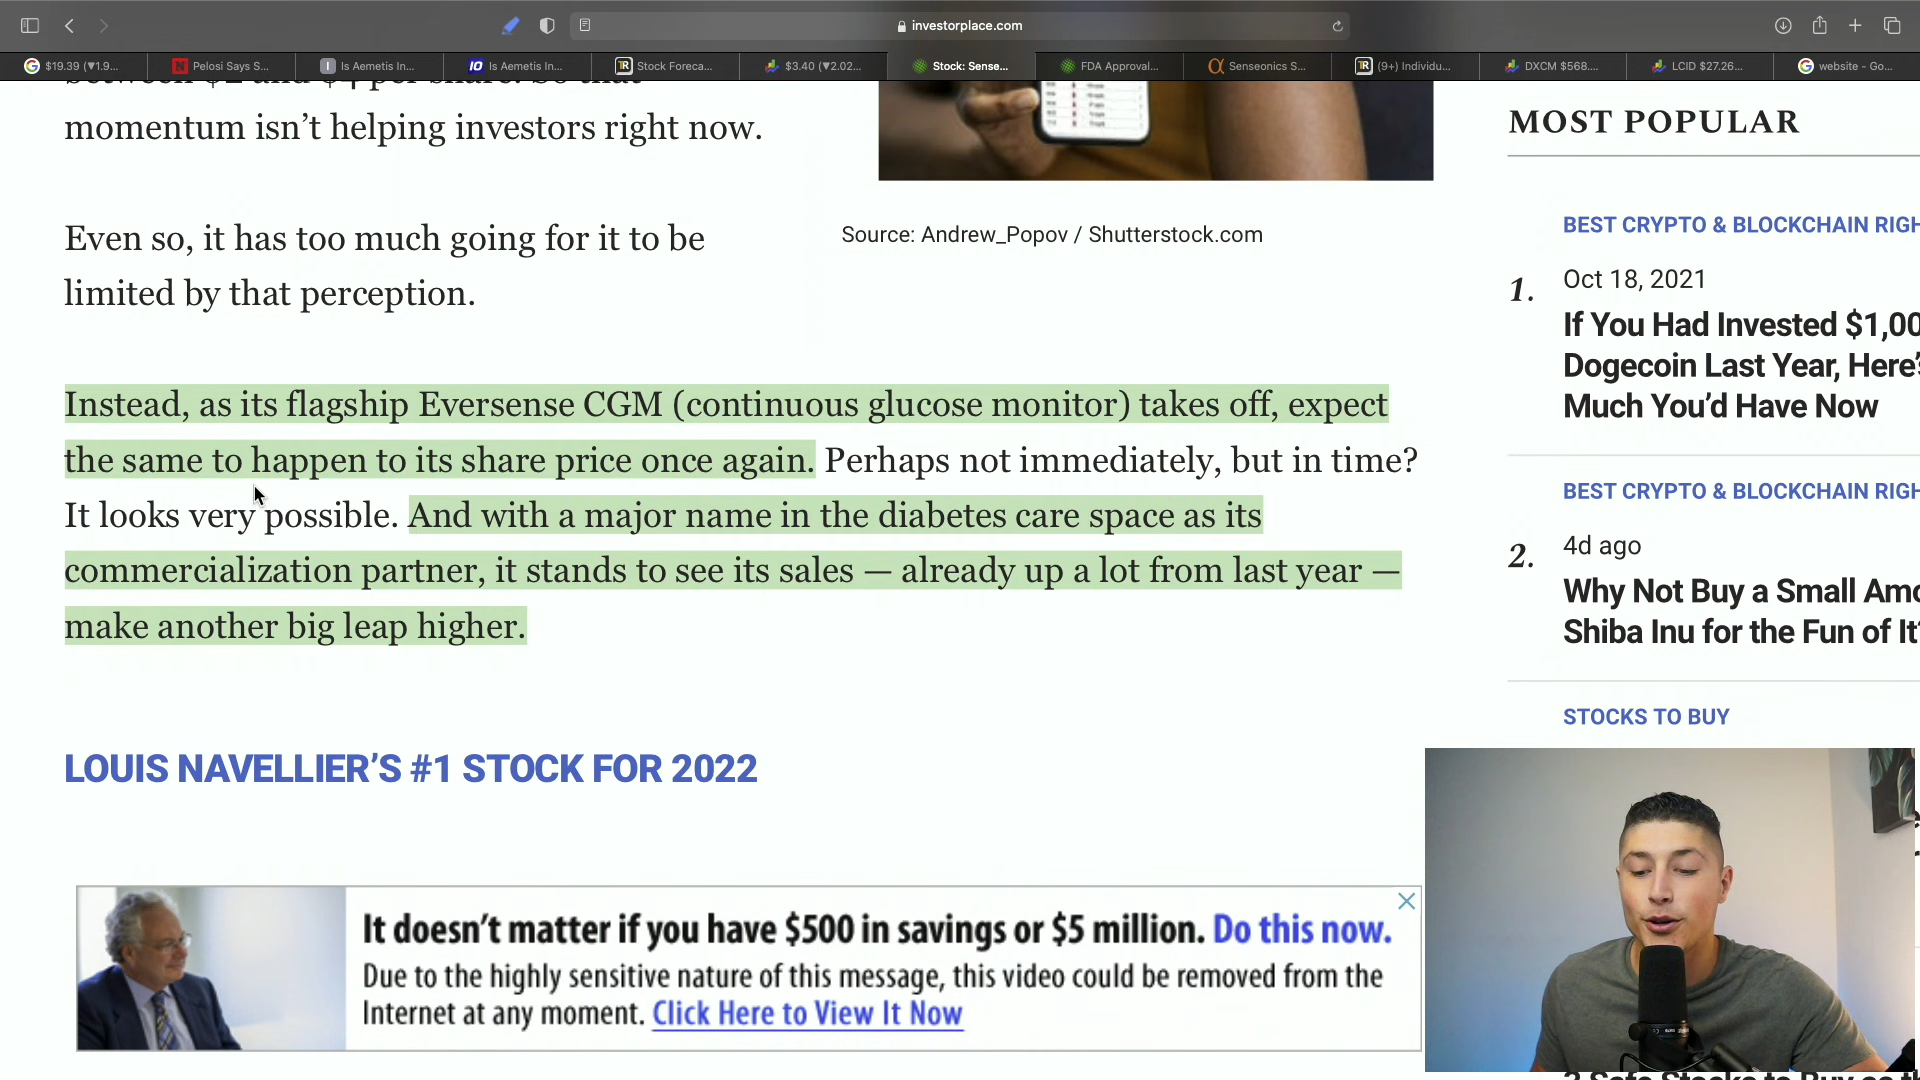 investorplace.com
$19.39 (▼1.9...
Pelosi Says S...
Is Aemetis In...
Is Aemetis In...
Stock Foreca...
$3.40 (▼2.02...
Stock: Sense...
FDA Approval...
Senseonics S...
(9+) Individu...
DXCM $568....
LCID $27.26...
website - Go...
between $2 and $4 per share. So that
momentum isn’t helping investors right now.
Even so, it has too much going for it to be
limited by that perception.
Source: Andrew_Popov / Shutterstock.com
Instead, as its flagship Eversense CGM (continuous glucose monitor) takes off, expect
the same to happen to its share price once again. Perhaps not immediately, but in time?
It looks very possible. And with a major name in the diabetes care space as its
commercialization partner, it stands to see its sales — already up a lot from last year —
make another big leap higher.
LOUIS NAVELLIER’S #1 STOCK FOR 2022
It doesn’t matter if you have $500 in savings or $5 million. Do this now.
Due to the highly sensitive nature of this message, this video could be removed from the
Internet at any moment. Click Here to View It Now
MOST POPULAR
BEST CRYPTO & BLOCKCHAIN RIGH
1.
Oct 18, 2021
If You Had Invested $1,00
Dogecoin Last Year, Here’s
Much You’d Have Now
BEST CRYPTO & BLOCKCHAIN RIGH
2.
4d ago
Why Not Buy a Small Amo
Shiba Inu for the Fun of It?
STOCKS TO BUY